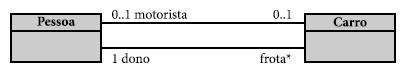 Pessoa
0..1 motorista
0..1
Carro
1 dono
frota*